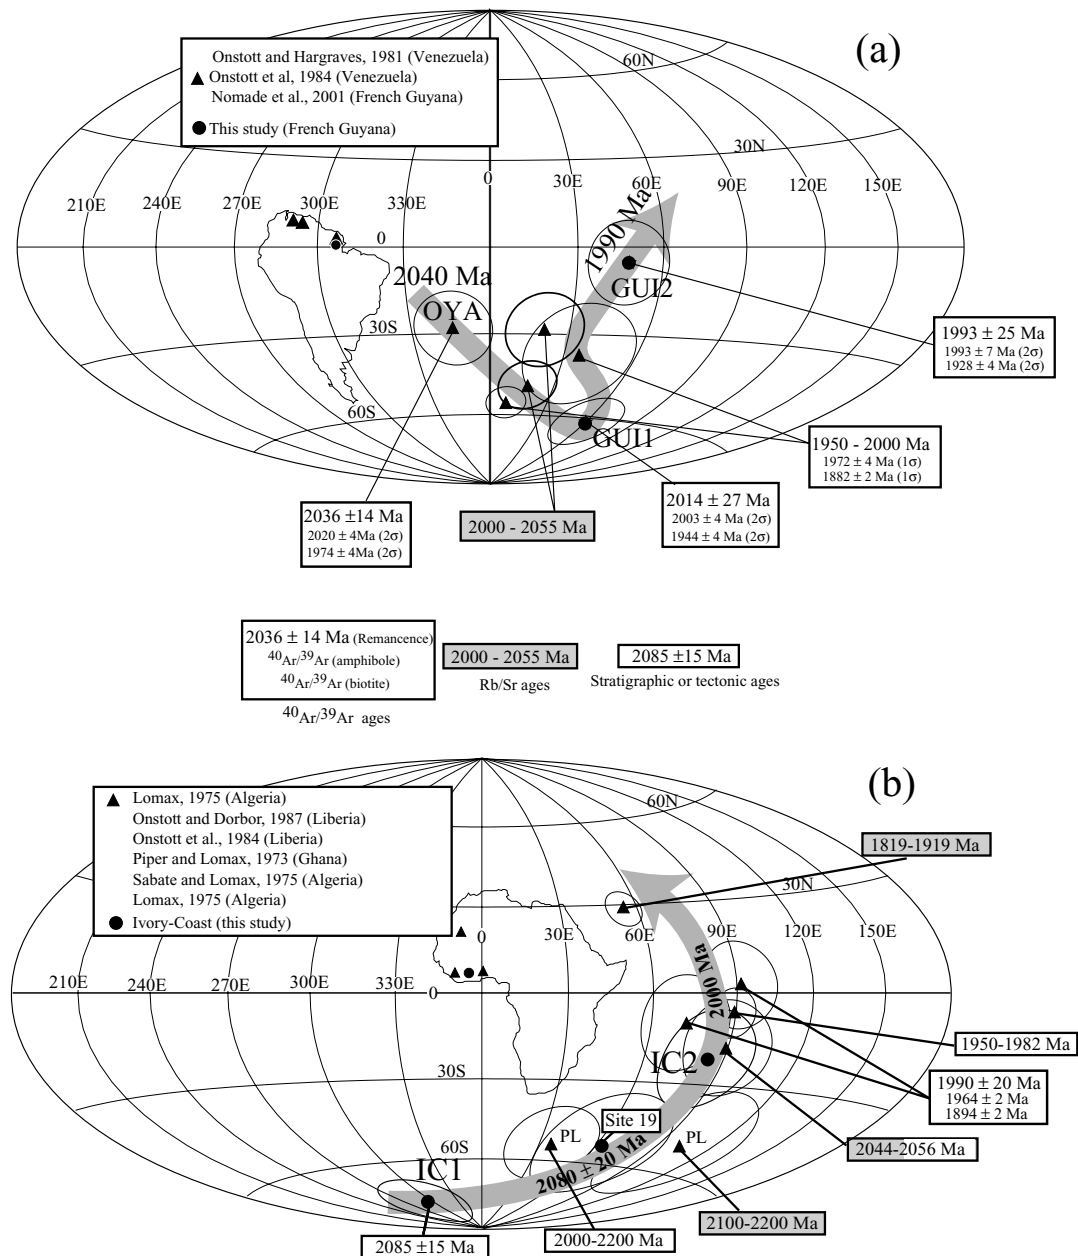 (a)
Onstott and Hargraves, 1981 (Venezuela)
Onstott et al, 1984 (Venezuela)
Nomade et al., 2001 (French Guyana)
This study (French Guyana)
60N
30N
0
30E
60E
90E
120E
150E
210E
240E
270E
300E
330E
0
1990 Ma
2040 Ma
OYA
GUI2
30S
60S
GUI1
1993 ± 25 Ma
1993 ± 7 Ma (2σ)
1928 ± 4 Ma (2σ)
1950 - 2000 Ma
1972 ± 4 Ma (1σ)
1882 ± 2 Ma (1σ)
2014 ± 27 Ma
2003 ± 4 Ma (2σ)
1944 ± 4 Ma (2σ)
2036 ±14 Ma
2020 ± 4Ma (2σ)
1974 ± 4Ma (2σ)
2000 - 2055 Ma
2036 ± 14 Ma (Remancence)
40Ar/39Ar (amphibole)
40Ar/39Ar (biotite)
40Ar/39Ar ages
2000 - 2055 Ma
Rb/Sr ages
2085 ±15 Ma
Stratigraphic or tectonic ages
(b)
Lomax, 1975 (Algeria)
Onstott and Dorbor, 1987 (Liberia)
Onstott et al., 1984 (Liberia)
Piper and Lomax, 1973 (Ghana)
Sabate and Lomax, 1975 (Algeria)
Lomax, 1975 (Algeria)
Ivory-Coast (this study)
60N
1819-1919 Ma
30N
0
30E
60E
90E
120E
150E
210E
240E
270E
300E
330E
0
2000 Ma
1950-1982 Ma
IC2
30S
1990 ± 20 Ma
1964 ± 2 Ma
1894 ± 2 Ma
Site 19
PL
PL
60S
2044-2056 Ma
2080 ± 20 Ma
IC1
2100-2200 Ma
2000-2200 Ma
2085 ±15 Ma